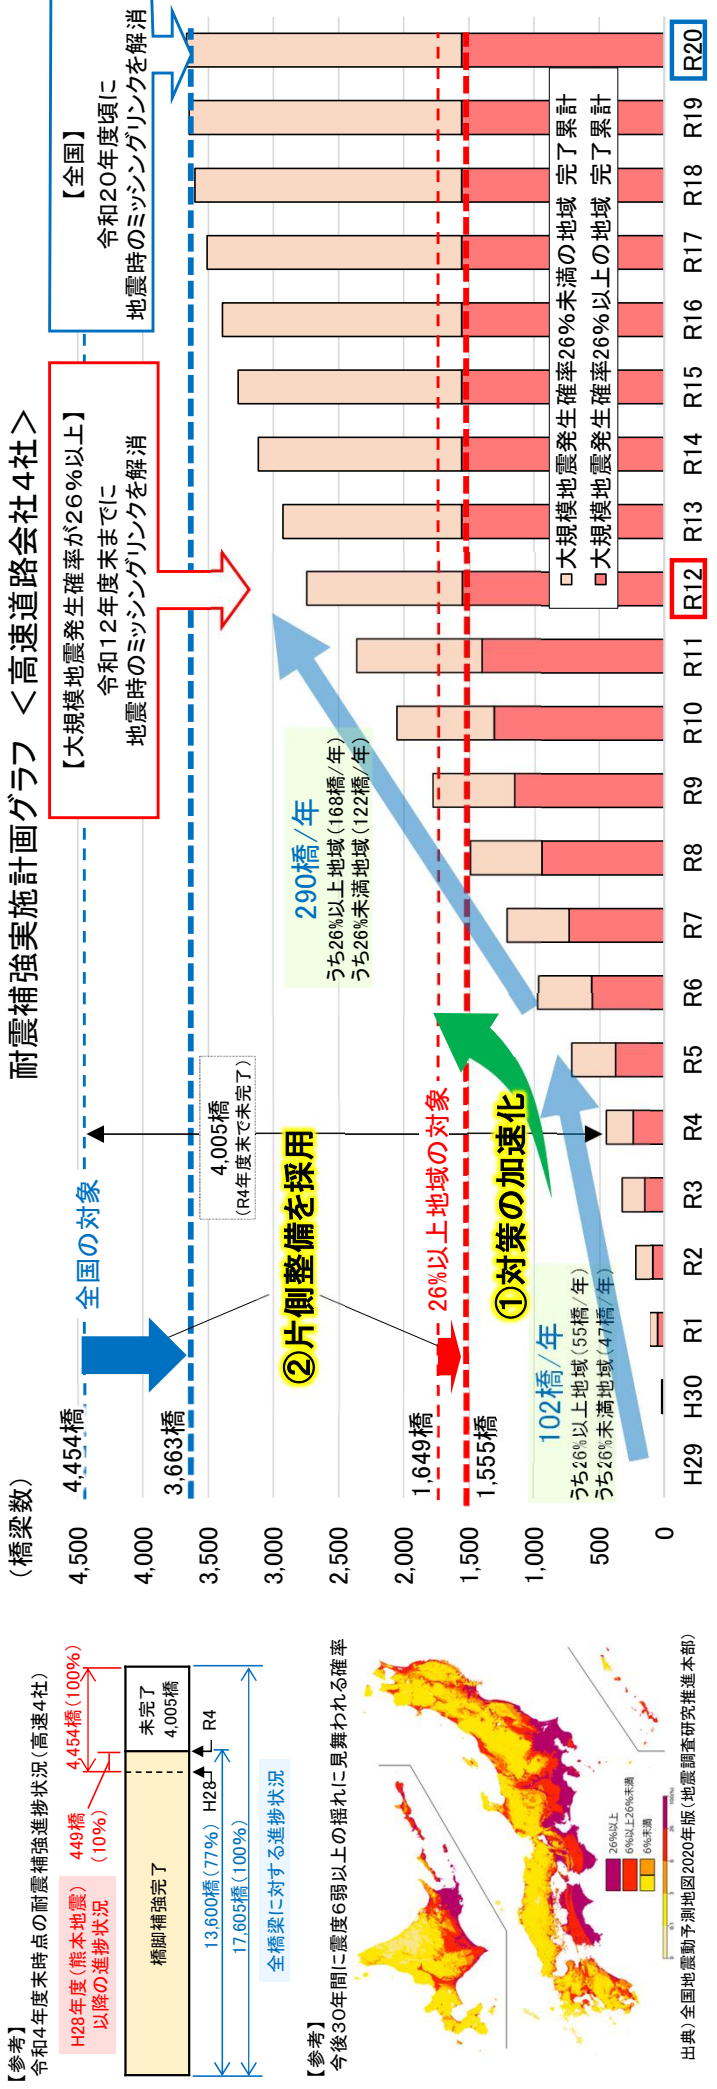 【参考】
令和4年度末時点の耐震補強進捗状況(高速4社)
H28年度(熊本地震)
以降の進捗状況
449橋
(10%)
4,454橋(100%)
橋脚補強完了
未完了
4,005橋
H28
R4
13,600橋(77%)
17,605橋(100%)
全橋梁に対する進捗状況
【参考】
今後30年間に震度6弱以上の揺れに見舞われる確率
26%以上
6%以上26%未満
6%未満
出典)全国地震動予測地図2020年版(地震調査研究推進本部)
耐震補強実施計画グラフ <高速道路会社4社>
(橋梁数)
4,500
4,000
3,500
3,000
2,500
2,000
1,500
1,000
500
0
4,454橋
全国の対象
3,663橋
4,005橋
(R4年度末で未完了)
②片側整備を採用
1,649橋
26%以上地域の対象
1,555橋
①対策の加速化
102橋/年
うち26%以上地域(55橋/年)
うち26%未満地域(47橋/年)
290橋/年
うち26%以上地域(168橋/年)
うち26%未満地域(122橋/年)
【大規模地震発生確率が26%以上】
令和12年度末までに
地震時のミッシングリンクを解消
【全国】
令和20年度頃に
地震時のミッシングリンクを解消
大規模地震発生確率26%未満の地域 完了累計
大規模地震発生確率26%以上の地域 完了累計
H29 H30 R1 R2 R3 R4 R5 R6 R7 R8 R9 R10 R11 R12 R13 R14 R15 R16 R17 R18 R19 R20